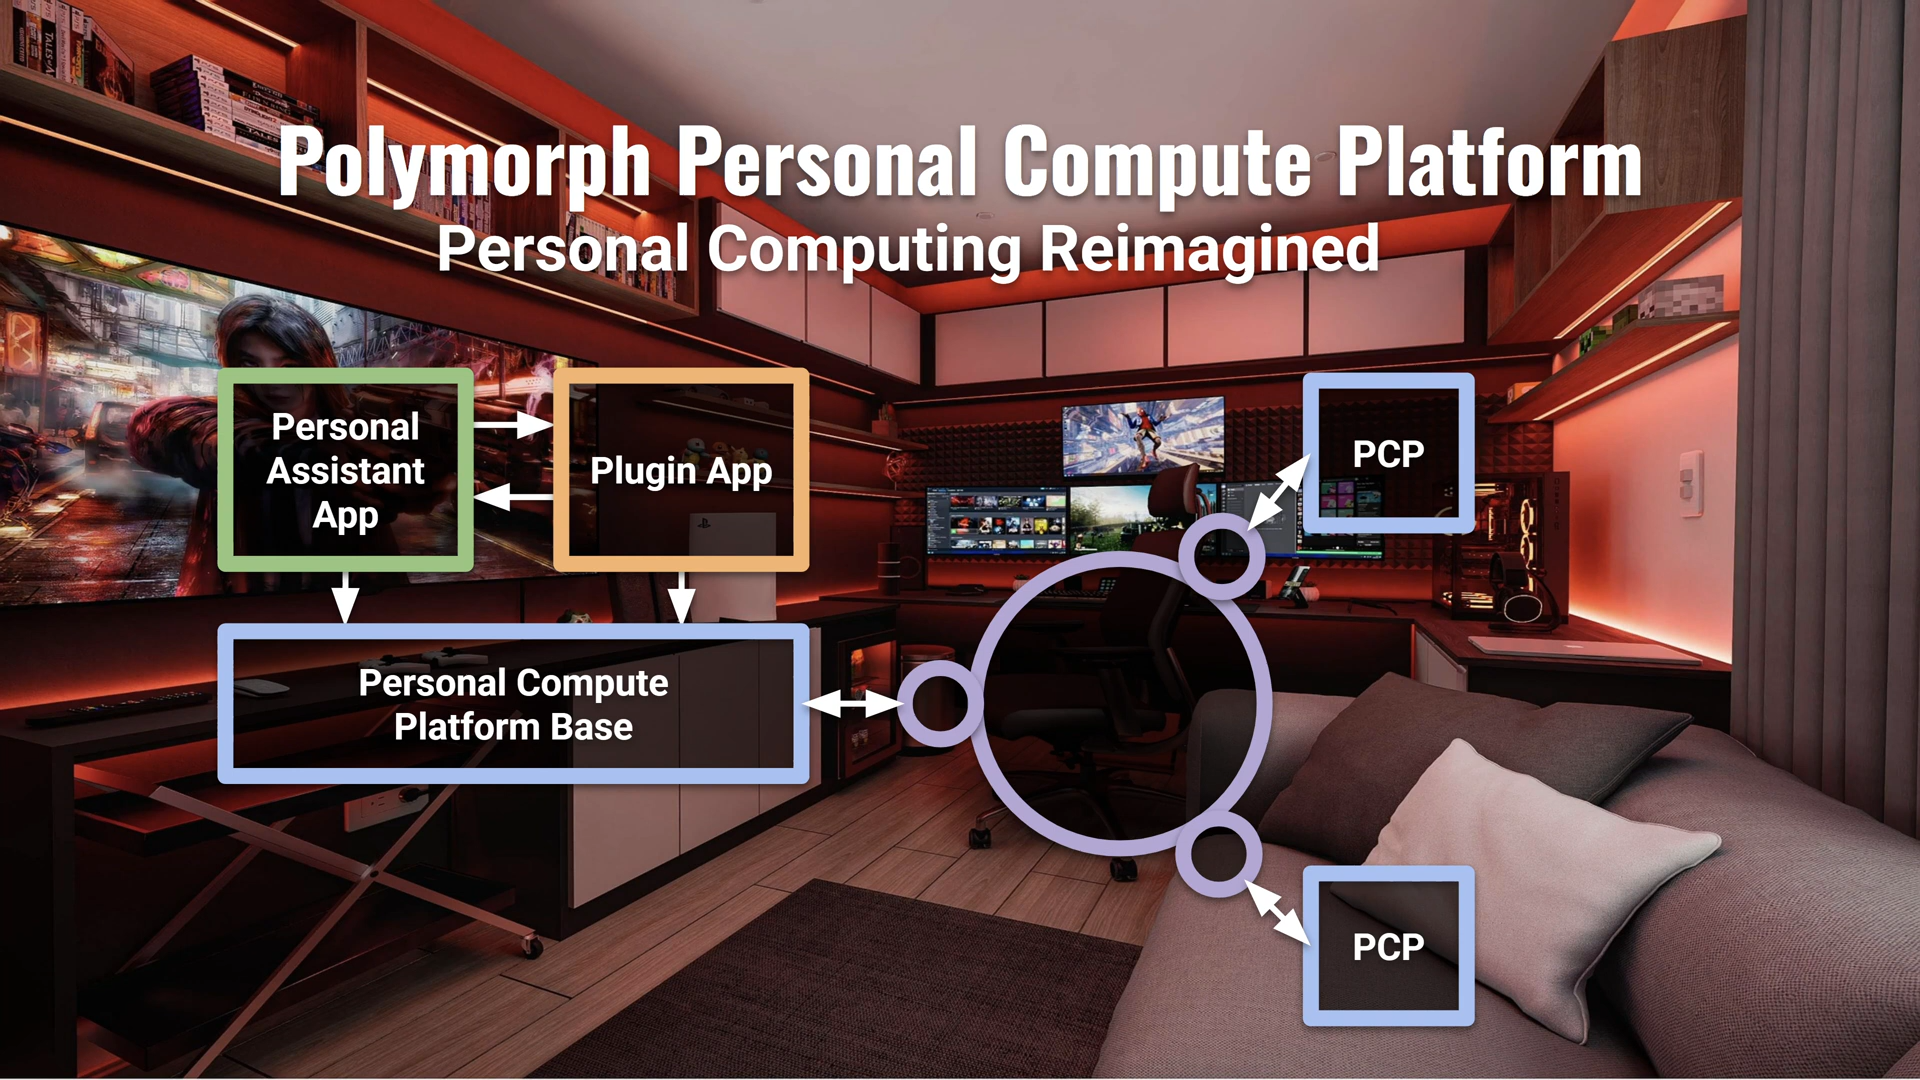 Polymorph Personal Compute Platform
Personal Computing Reimagined
Personal
Assistant
App
Plugin App
PCP
Personal Compute
Platform Base
PCP